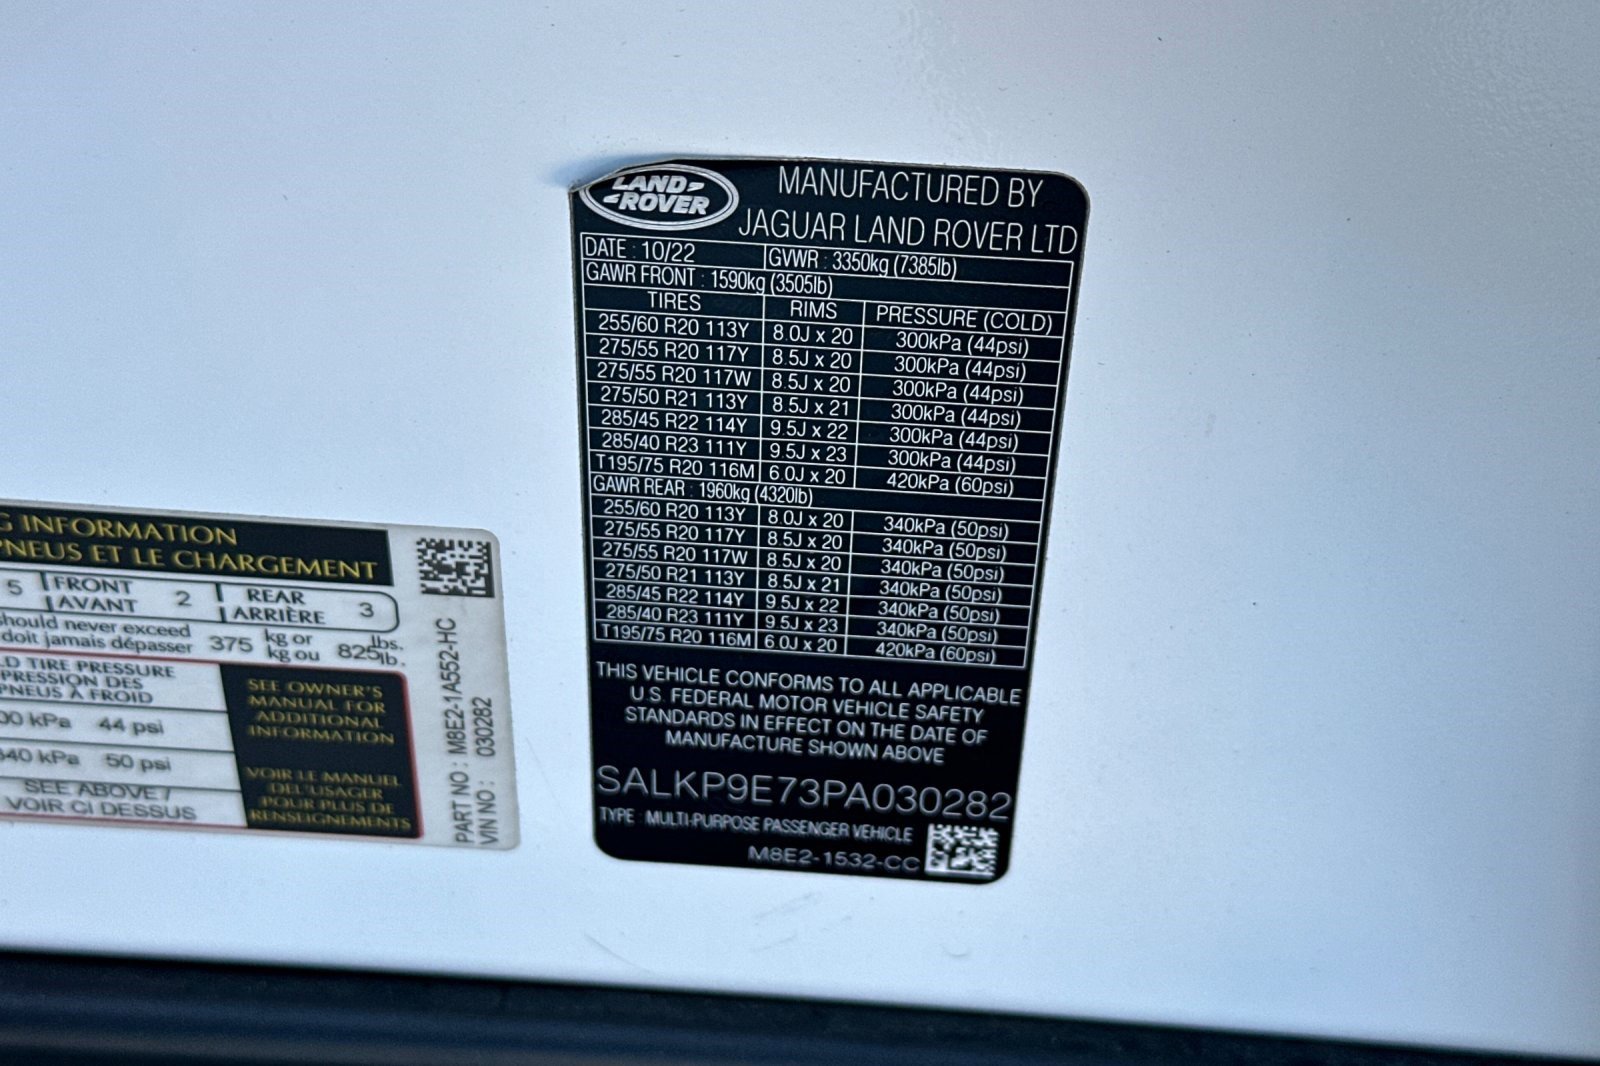 LAND
ROVER
MANUFACTURED BY
JAGUAR LAND ROVER LTD
DATE : 10/22 GVWR : 3350kg (7385lb)
GAWR FRONT : 1590kg (3505lb)
TIRES RIMS PRESSURE (COLD)
255/60 R20 113Y 8.0J x 20 300kPa (44psi)
275/55 R20 117Y 8.5J x 20 300kPa (44psi)
275/55 R20 117W 8.5J x 20 300kPa (44psi)
275/50 R21 113Y 8.5J x 21 300kPa (44psi)
285/45 R22 114Y 9.5J x 22 300kPa (44psi)
285/40 R23 111Y 9.5J x 23 300kPa (44psi)
T195/75 R20 116M 6.0J x 20 420kPa (60psi)
GAWR REAR : 1960kg (4320lb)
255/60 R20 113Y 8.0J x 20 340kPa (50psi)
275/55 R20 117Y 8.5J x 20 340kPa (50psi)
275/55 R20 117W 8.5J x 20 340kPa (50psi)
275/50 R21 113Y 8.5J x 21 340kPa (50psi)
285/45 R22 114Y 9.5J x 22 340kPa (50psi)
285/40 R23 111Y 9.5J x 23 340kPa (50psi)
T195/75 R20 116M 6.0J x 20 420kPa (60psi)
THIS VEHICLE CONFORMS TO ALL APPLICABLE
U.S. FEDERAL MOTOR VEHICLE SAFETY
STANDARDS IN EFFECT ON THE DATE OF
MANUFACTURE SHOWN ABOVE
SALKP9E73PA030282
TYPE : MULTI-PURPOSE PASSENGER VEHICLE
M8E2-1532-CC
G INFORMATION
PNEUS ET LE CHARGEMENT
5 FRONT 2 REAR 3
AVANT ARRIÈRE
should never exceed 375 kg or 825 lbs.
doit jamais dépasser kg ou lb.
LD TIRE PRESSURE
PRESSION DES
PNEUS À FROID
00 kPa 44 psi
340 kPa 50 psi
SEE ABOVE /
VOIR CI DESSUS
SEE OWNER'S
MANUAL FOR
ADDITIONAL
INFORMATION
VOIR LE MANUEL
DE L'USAGER
POUR PLUS DE
RENSEIGNEMENTS
PART NO : M8E2-1A552-HC
VIN NO : 030282